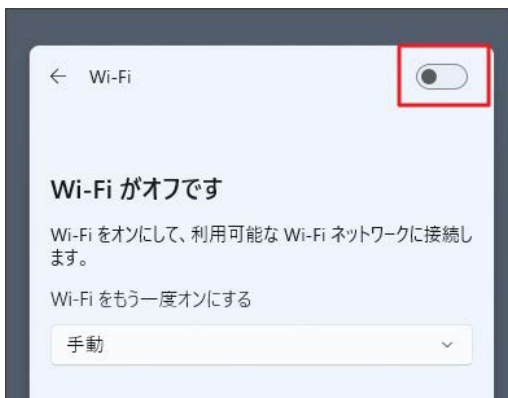 Wi-Fi
Wi-Fi がオフです
Wi-Fi をオンにして、利用可能な Wi-Fi ネットワークに接続し
ます。
Wi-Fi をもう一度オンにする
手動